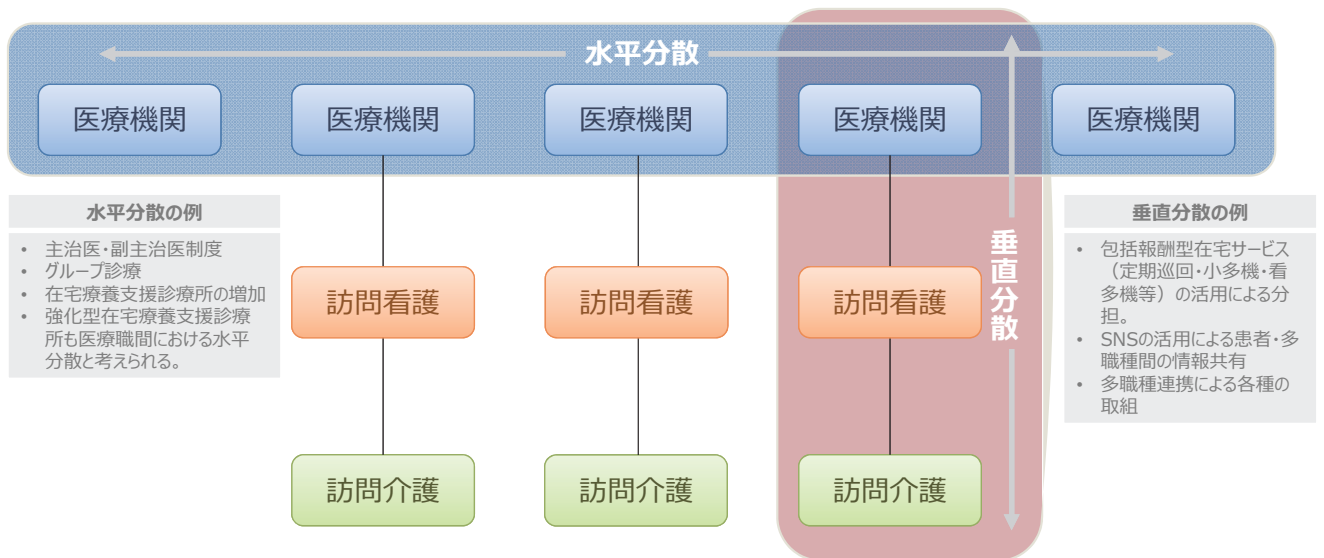 水平分散
医療機関
医療機関
医療機関
医療機関
医療機関
水平分散の例
• 主治医・副主治医制度
• グループ診療
• 在宅療養支援診療所の増加
• 強化型在宅療養支援診療
所も医療職間における水平
分散と考えられる。
訪問看護
訪問看護
訪問看護
垂直分散
垂直分散の例
• 包括報酬型在宅サービス
（定期巡回・小多機・看
多機等）の活用による分
担。
• SNSの活用による患者・多
職種間の情報共有
• 多職種連携による各種の
取組
訪問介護
訪問介護
訪問介護